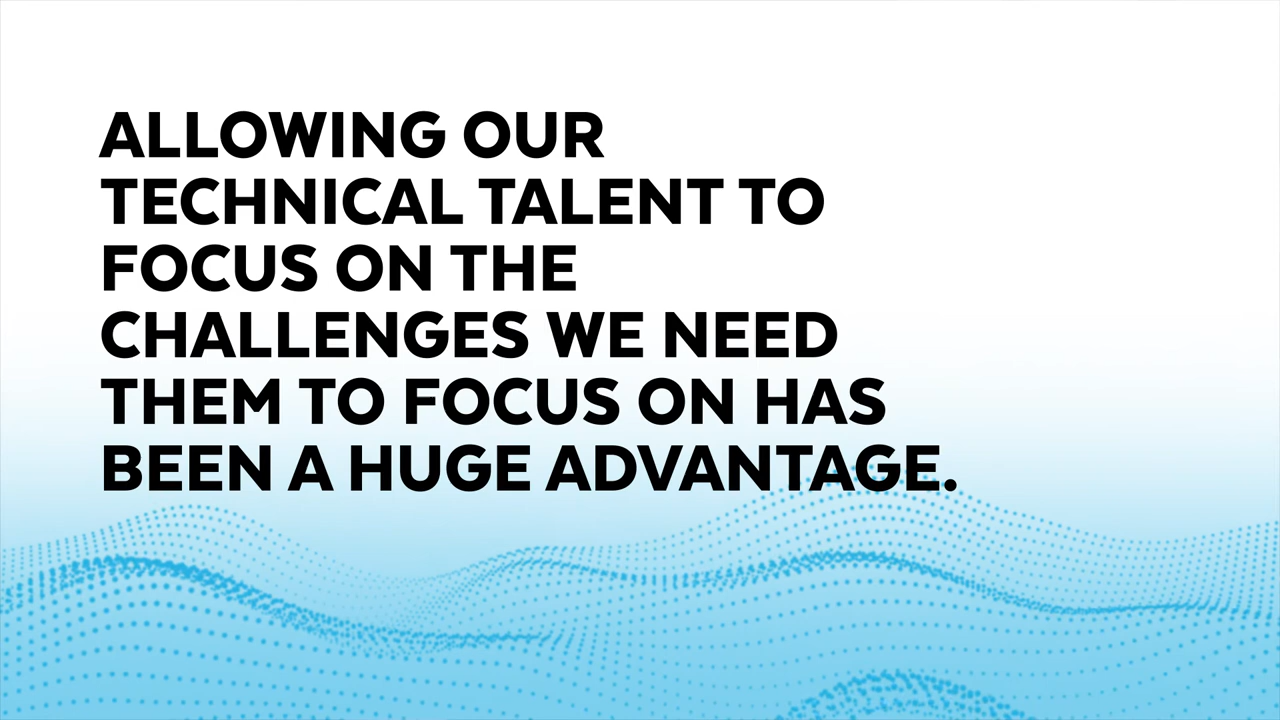 ALLOWING OUR
TECHNICAL TALENT TO
FOCUS ON THE
CHALLENGES WE NEED
THEM TO FOCUS ON HAS
BEEN A HUGE ADVANTAGE.